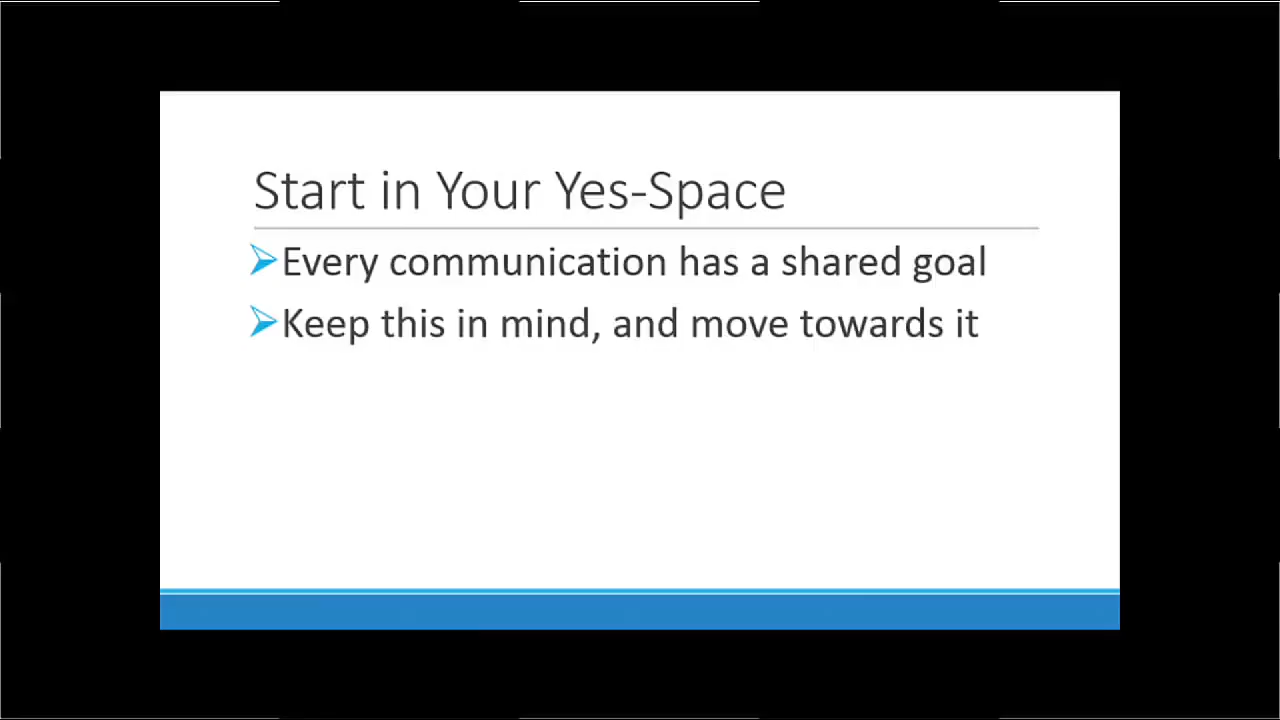 Start in Your Yes-Space
Every communication has a shared goal
Keep this in mind, and move towards it